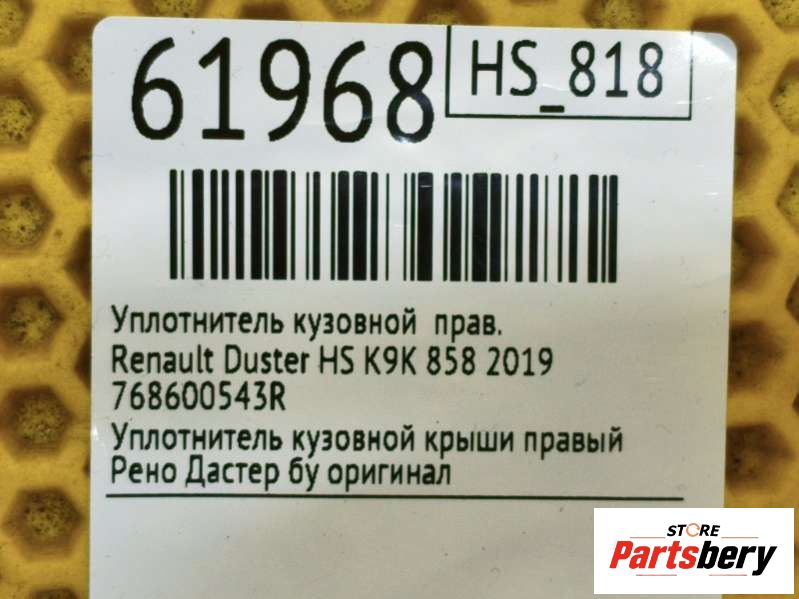 61968
HS_818
Уплотнитель кузовной прав.
Renault Duster HS K9K 858 2019
768600543R
Уплотнитель кузовной крыши правый
Рено Дастер бу оригинал
STORE
Partsbery